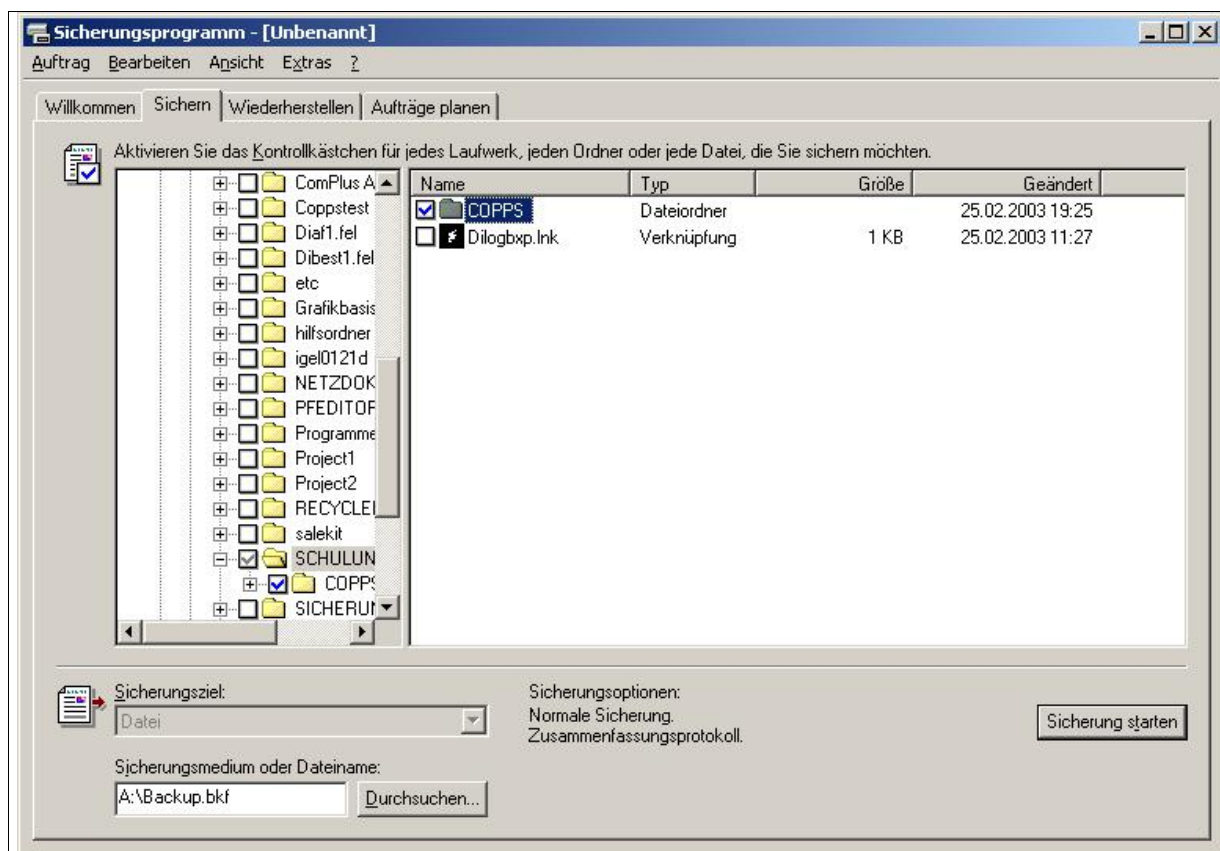 Sicherungsprogramm - [Unbenannt]
Auftrag Bearbeiten Ansicht Extras ?
Willkommen Sichern Wiederherstellen Aufträge planen
Aktivieren Sie das Kontrollkästchen für jedes Laufwerk, jeden Ordner oder jede Datei, die Sie sichern möchten.
ComPlus A
Coppstest
Diaf1.fel
Dibest1.fel
etc
Grafikbasis
hilfsordner
igel0121d
NETZDOK
PFEDITOR
Programme
Project1
Project2
RECYCLE
salekit
SCHULUN
COPPS
SICHERUN
Name Typ Größe Geändert
COPPS Dateiordner 25.02.2003 19:25
Dilogbxp.lnk Verknüpfung 1 KB 25.02.2003 11:27
Sicherungsziel:
Datei
Sicherungsmedium oder Dateiname:
A:\Backup.bkf Durchsuchen...
Sicherungsoptionen:
Normale Sicherung.
Zusammenfassungsprotokoll.
Sicherung starten